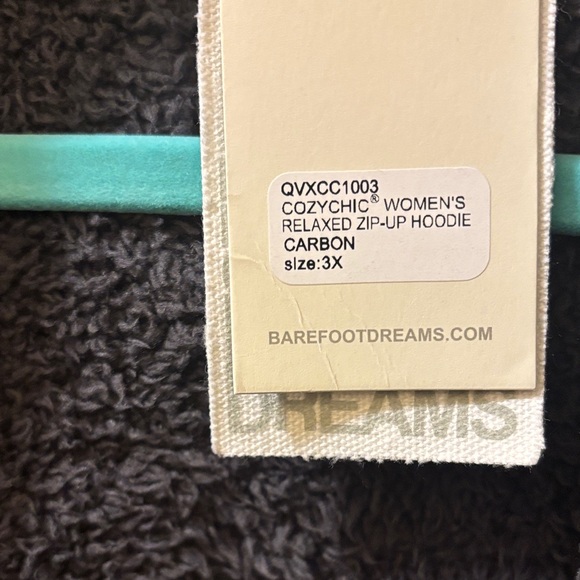 QVXCC1003
COZYCHIC® WOMEN'S
RELAXED ZIP-UP HOODIE
CARBON
size:3X
BAREFOOTDREAMS.COM
DREAMS